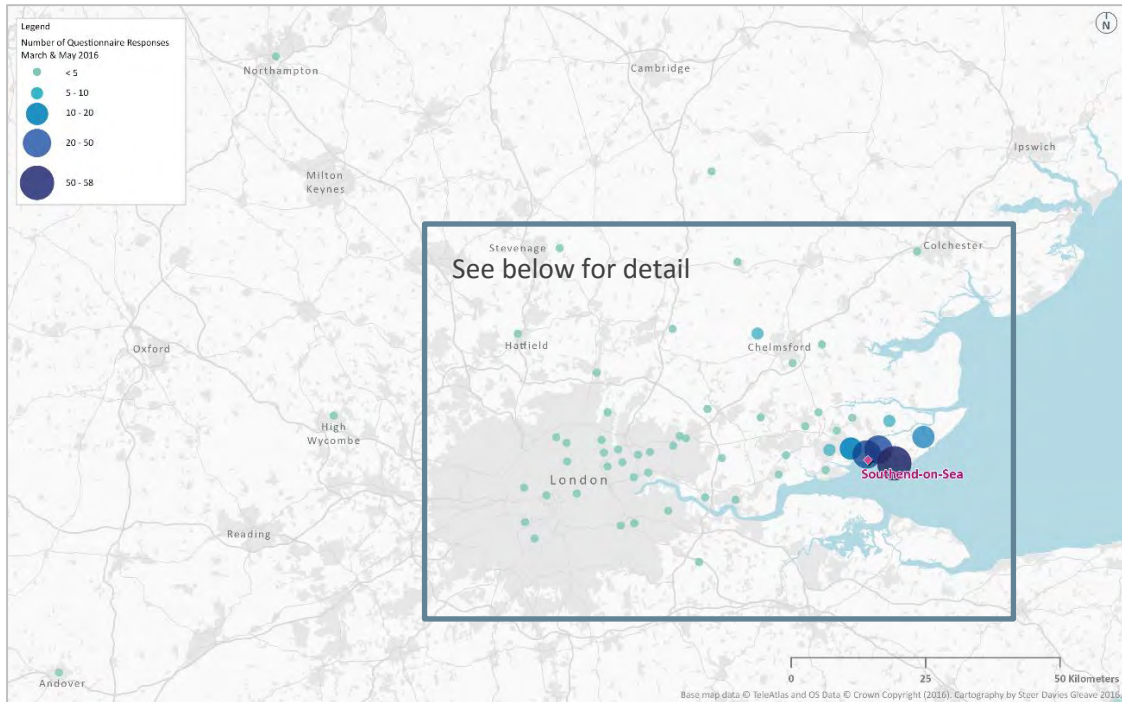 Legend
Number of Questionnaire Responses
March & May 2016
< 5
5 - 10
10 - 20
20 - 50
50 - 58
N
Northampton
Cambridge
Ipswich
Milton
Keynes
Stevenage
Colchester
See below for detail
Oxford
Hatfield
Chelmsford
High
Wycombe
Southend-on-Sea
London
Reading
Andover
0 25 50 Kilometers
Base map data © TeleAtlas and OS Data © Crown Copyright (2016). Cartography by Steer Davies Gleave 2016